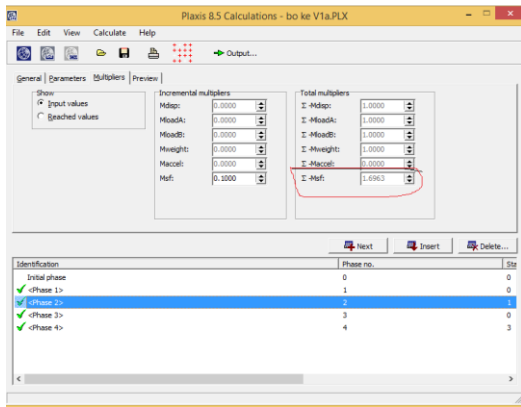 Plaxis 8.5 Calculations - bo ke V1a.PLX
File Edit View Calculate Help
Output...
General Parameters Multipliers Preview
Show
Input values
Reached values
Incremental multipliers
Mdisp: 0.0000
MloadA: 0.0000
MloadB: 0.0000
Mweight: 0.0000
Maccel: 0.0000
Msf: 0.1000
Total multipliers
Σ -Mdisp: 1.0000
Σ -MloadA: 1.0000
Σ -MloadB: 1.0000
Σ -Mweight: 1.0000
Σ -Maccel: 0.0000
Σ -Msf: 1.6963
Next Insert Delete...
Identification Phase no. Sta
Initial phase 0 0
<Phase 1> 1 0
<Phase 2> 2 1
<Phase 3> 3 0
<Phase 4> 4 3